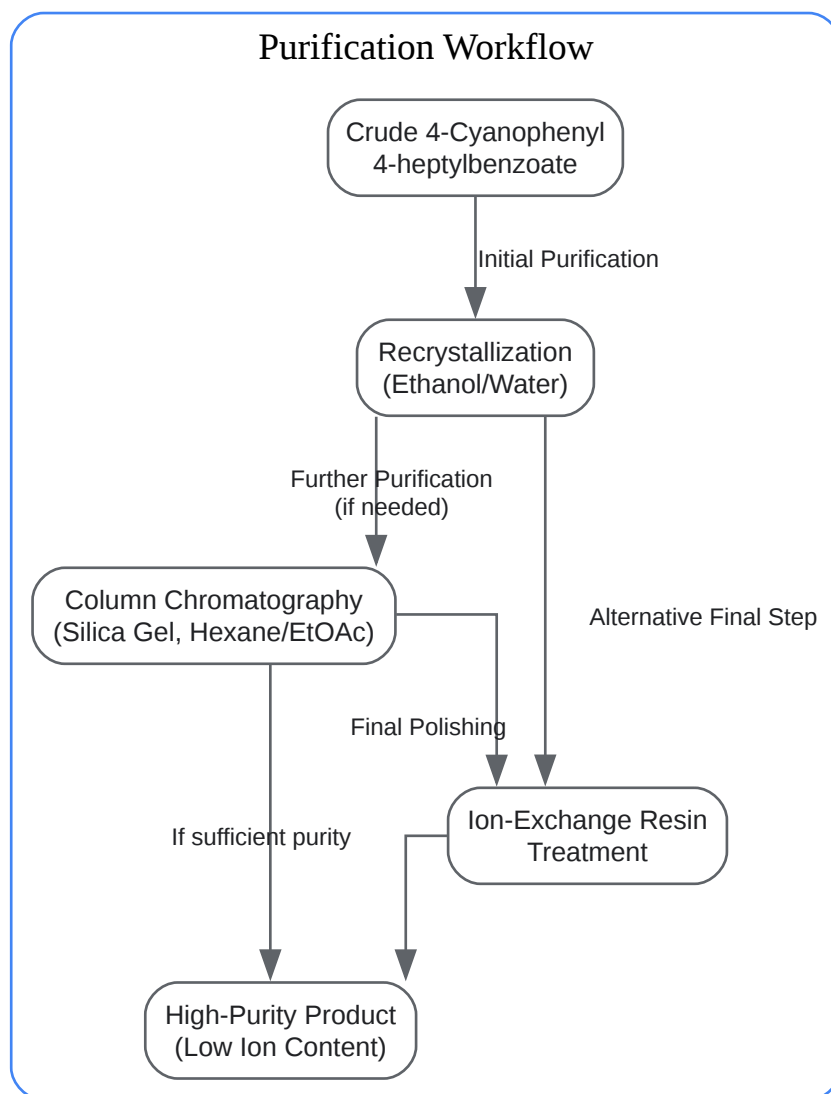 Purification Workflow
Crude 4-Cyanophenyl
4-heptylbenzoate
Initial Purification
Recrystallization
(Ethanol/Water)
Further Purification
(if needed)
Column Chromatography
(Silica Gel, Hexane/EtOAc)
Alternative Final Step
Final Polishing
Ion-Exchange Resin
Treatment
If sufficient purity
High-Purity Product
(Low Ion Content)